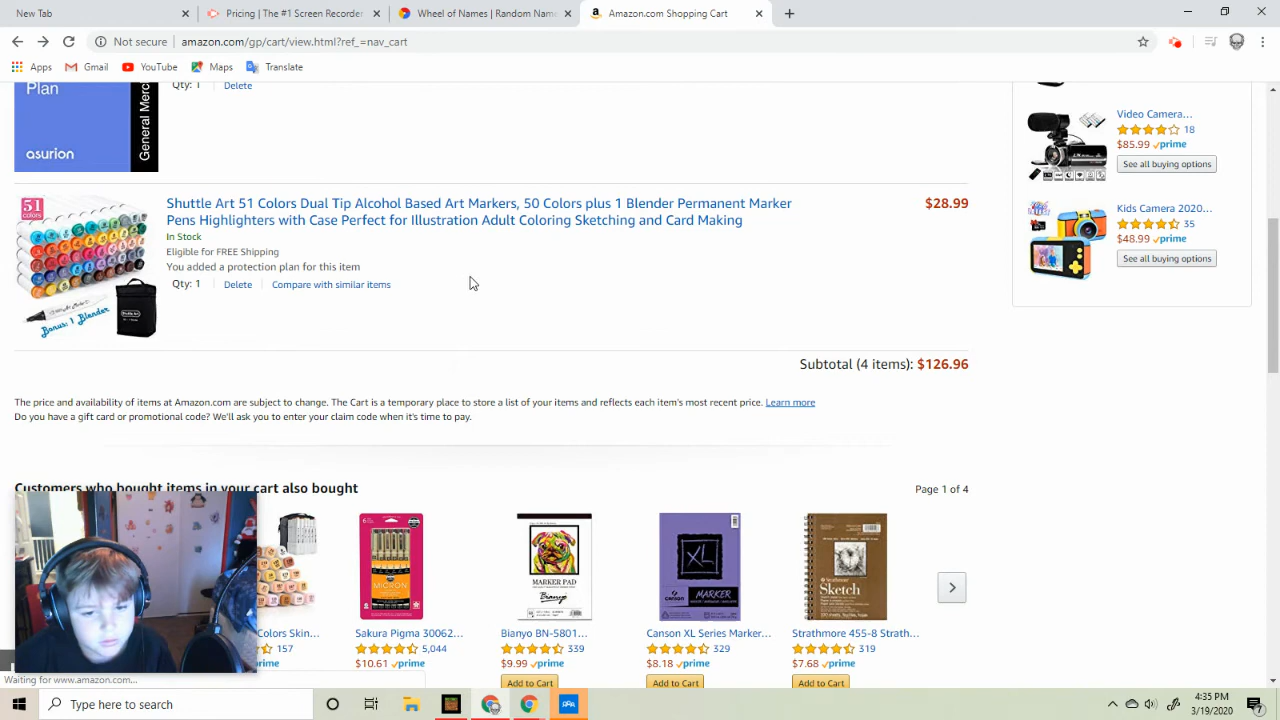 New Tab
Pricing | The #1 Screen Recorder
Wheel of Names | Random Nam
Amazon.com Shopping Cart
Not secure | amazon.com/gp/cart/view.html?ref_=nav_cart
Apps Gmail YouTube Maps Translate
Plan
asurion
General Merc
Qty: 1 Delete
51
colors
Bonus: 1 Blender
Shuttle Art 51 Colors Dual Tip Alcohol Based Art Markers, 50 Colors plus 1 Blender Permanent Marker
Pens Highlighters with Case Perfect for Illustration Adult Coloring Sketching and Card Making
$28.99
In Stock
Eligible for FREE Shipping
You added a protection plan for this item
Qty: 1 Delete Compare with similar items
Subtotal (4 items): $126.96
The price and availability of items at Amazon.com are subject to change. The Cart is a temporary place to store a list of your items and reflects each item's most recent price. Learn more
Do you have a gift card or promotional code? We'll ask you to enter your claim code when it's time to pay.
Video Camera...
18
$85.99 prime
See all buying options
Kids Camera 2020...
35
$48.99 prime
See all buying options
Customers who bought items in your cart also bought
Page 1 of 4
MICRON
MARKER PAD
Bianyo
XL
MARKER
Strathmore
Sketch
Colors Skin...
157
prime
Sakura Pigma 30062...
5,044
$10.61 prime
Bianyo BN-5801...
339
$9.99 prime
Add to Cart
Canson XL Series Marker...
329
$8.18 prime
Add to Cart
Strathmore 455-8 Strath...
319
$7.68 prime
Add to Cart
Waiting for www.amazon.com...
Type here to search
4:35 PM
3/19/2020
7